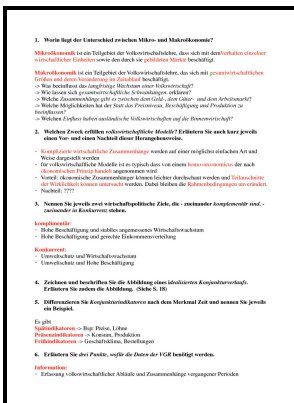 1. Worin liegt der Unterschied zwischen Mikro- und Makroökonomie?
Mikroökonomik ist ein Teilgebiet der Volkswirtschaftslehre, dass sich mit dem Verhalten einzelner
wirtschaftlicher Einheiten sowie den durch sie gebildeten Märkte beschäftigt.
Makroökonomik ist ein Teilgebiet der Volkswirtschaftslehre, das sich mit gesamtwirtschaftlichen
Größen und deren Veränderung im Zeitablauf beschäftigt.
-> Was beeinflusst das langfristige Wachstum einer Volkswirtschaft?
-> Wie lassen sich gesamtwirtschaftliche Schwankungen, erklären?
-> Welche Zusammenhänge gibt es zwischen dem Geld-, dem Güter- und dem Arbeitsmarkt?
-> Welche Möglichkeiten hat der Staat das Preisniveau, Beschäftigung und Produktion zu
beeinflussen?
-> Welchen Einfluss haben ausländische Volkswirtschaften auf die Binnenwirtschaft?
2. Welchen Zweck erfüllen volkswirtschaftliche Modelle? Erläutern Sie auch kurz jeweils
einen Vor- und einen Nachteil dieser Herangehensweise.
- Komplizierte wirtschaftliche Zusammenhänge werden auf einer möglichst einfachen Art und
Weise dargestellt werden
- für volkswirtschaftliche Modelle ist es typisch dass von einem homo oeconomicus der nach
ökonomischen Prinzip handelt angenommen wird
- Vorteil: ökonomische Zusammenhänge können leichter durchschaut werden und Teilausschnitte
der Wirklichkeit können untersucht werden. Dabei bleiben die Rahmenbedingungen unverändert.
- Nachteil: ????
3. Nennen Sie jeweils zwei wirtschaftspolitische Ziele, die - zueinander komplementär sind, -
zueinander in Konkurrenz stehen.
komplimentär:
- Hohe Beschäftigung und stabiles angemessenes Wirtschaftswachstum
- Hohe Beschäftigung und gerechte Einkommensverteilung
Konkurrent:
- Umweltschutz und Wirtschaftswachstum
- Umweltschutz und Hohe Beschäftigung
4. Zeichnen und beschriften Sie die Abbildung eines idealisierten Konjunkturverlaufs.
Erläutern Sie zudem die Abbildung. (Siehe S. 18)
5. Differenzieren Sie Konjunkturindikatoren nach dem Merkmal Zeit und nennen Sie jeweils
ein Beispiel.
Es gibt
Spätindikatoren -> Bsp: Preise, Löhne
Präsenzindikatoren -> Konsum, Produktion
Frühindikatoren -> Geschäftsklima, Bestellungen
6. Erläutern Sie drei Punkte, wofür die Daten der VGR benötigt werden.
Information:
- Erfassung volkswirtschaftlicher Abläufe und Zusammenhänge vergangener Perioden